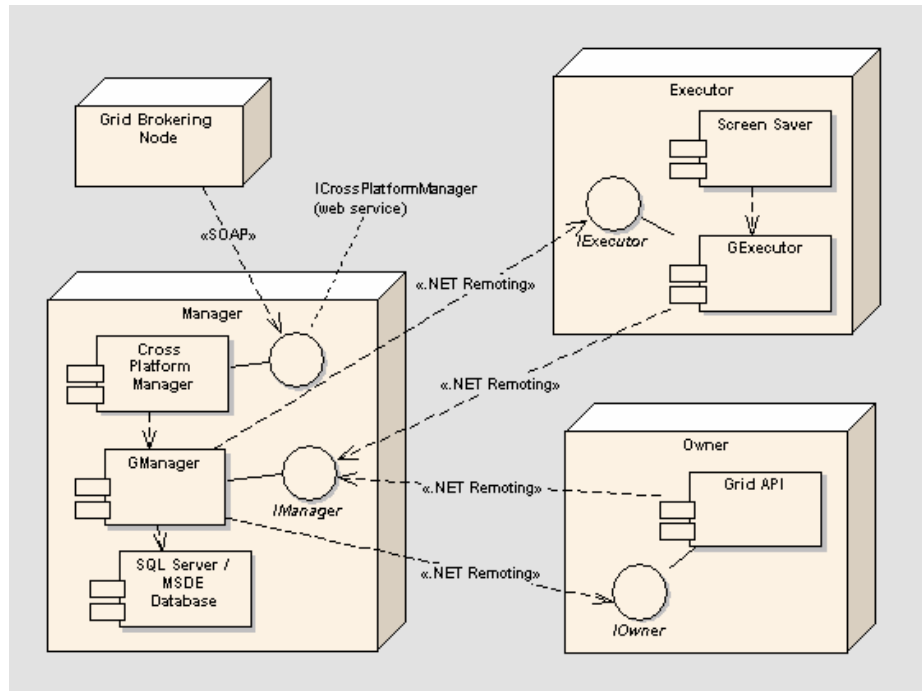 Grid Brokering
Node
«SOAP»
ICrossPlatformManager
(web service)
Executor
Screen Saver
IExecutor
GExecutor
«.NET Remoting»
Manager
Cross
Platform
Manager
«.NET Remoting»
GManager
IManager
Owner
Grid API
«.NET Remoting»
SQL Server /
MSDE
Database
«.NET Remoting»
IOwner